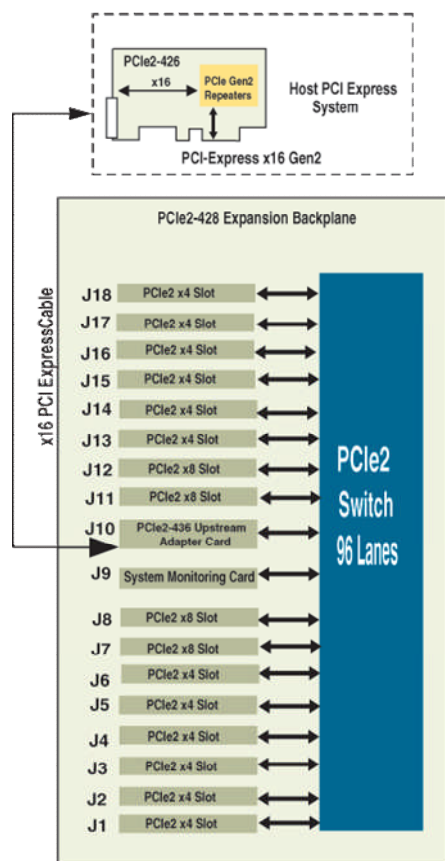 PCIe2-426
x16
PCIe Gen2
Repeaters
Host PCI Express
System
PCI-Express x16 Gen2
PCIe2-428 Expansion Backplane
x16 PCI ExpressCable
J18 PCIe2 x4 Slot
J17 PCIe2 x4 Slot
J16 PCIe2 x4 Slot
J15 PCIe2 x4 Slot
J14 PCIe2 x4 Slot
J13 PCIe2 x4 Slot
J12 PCIe2 x8 Slot
J11 PCIe2 x8 Slot
J10 PCIe2-436 Upstream
Adapter Card
J9 System Monitoring Card
J8 PCIe2 x8 Slot
J7 PCIe2 x8 Slot
J6 PCIe2 x4 Slot
J5 PCIe2 x4 Slot
J4 PCIe2 x4 Slot
J3 PCIe2 x4 Slot
J2 PCIe2 x4 Slot
J1 PCIe2 x4 Slot
PCIe2
Switch
96 Lanes